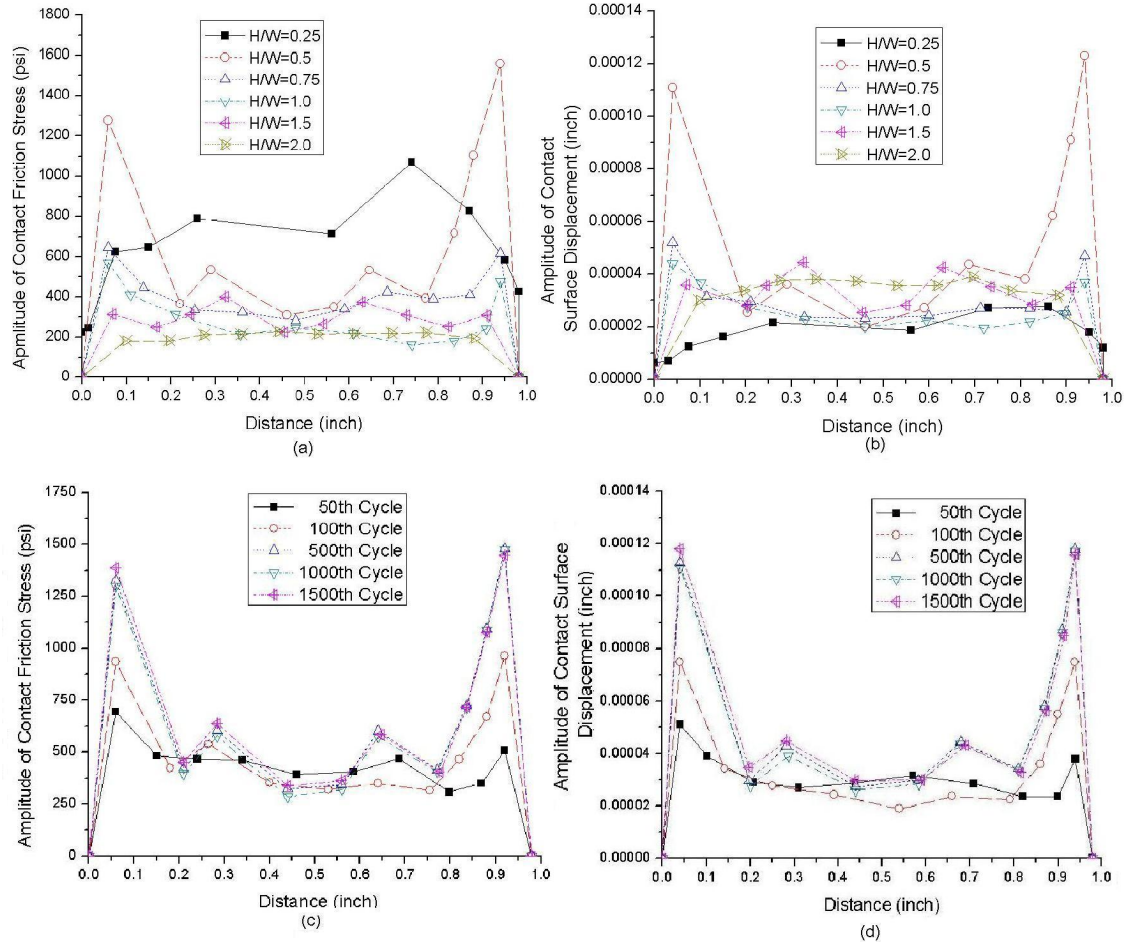 Apmlitude of Contact Friction Stress (psi)
1800
1600
1400
1200
1000
800
600
400
200
0
H/W=0.25
H/W=0.5
H/W=0.75
H/W=1.0
H/W=1.5
H/W=2.0
0.0 0.1 0.2 0.3 0.4 0.5 0.6 0.7 0.8 0.9 1.0
Distance (inch)
(a)
Amplitude of Contact
Surface Displacement (inch)
0.00014
0.00012
0.00010
0.00008
0.00006
0.00004
0.00002
0.00000
H/W=0.25
H/W=0.5
H/W=0.75
H/W=1.0
H/W=1.5
H/W=2.0
0.0 0.1 0.2 0.3 0.4 0.5 0.6 0.7 0.8 0.9 1.0
Distance (inch)
(b)
Amplitude of Contact Friction Stress (psi)
1750
1500
1250
1000
750
500
250
0
50th Cycle
100th Cycle
500th Cycle
1000th Cycle
1500th Cycle
0.0 0.1 0.2 0.3 0.4 0.5 0.6 0.7 0.8 0.9 1.0
Distance (inch)
(c)
Amplitude of Contact Surface
Displacement (inch)
0.00014
0.00012
0.00010
0.00008
0.00006
0.00004
0.00002
0.00000
50th Cycle
100th Cycle
500th Cycle
1000th Cycle
1500th Cycle
0.0 0.1 0.2 0.3 0.4 0.5 0.6 0.7 0.8 0.9 1.0
Distance (inch)
(d)